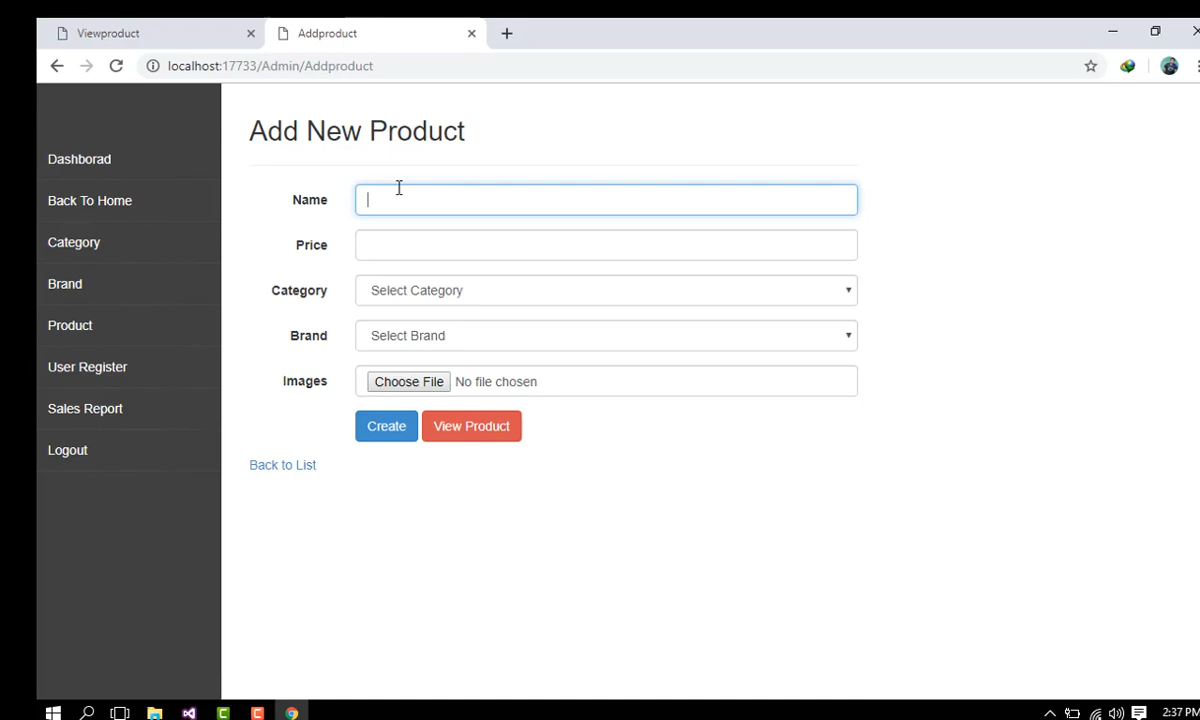 Viewproduct
Addproduct
localhost:17733/Admin/Addproduct
Dashborad
Back To Home
Category
Brand
Product
User Register
Sales Report
Logout
Add New Product
Name
Price
Category Select Category
Brand Select Brand
Images Choose File No file chosen
Create View Product
Back to List
2:37 PM